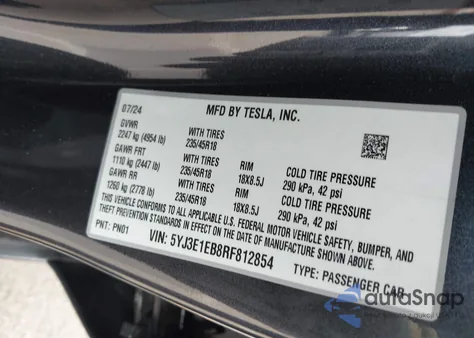 07/24 MFD BY TESLA, INC.
GVWR
2247 kg (4954 lb) WITH TIRES
GAWR FRT 235/45R18 RIM COLD TIRE PRESSURE
1110 kg (2447 lb) WITH TIRES 18X8.5J 290 kPa, 42 psi
GAWR RR 235/45R18 RIM COLD TIRE PRESSURE
1260 kg (2778 lb) 235/45R18 18X8.5J 290 kPa, 42 psi
THIS VEHICLE CONFORMS TO ALL APPLICABLE U.S. FEDERAL MOTOR VEHICLE SAFETY, BUMPER, AND
THEFT PREVENTION STANDARDS IN EFFECT ON THE DATE OF MANUFACTURE SHOWN ABOVE.
PNT: PN01 VIN: 5YJ3E1EB8RF812854 TYPE: PASSENGER CAR
autaSnap